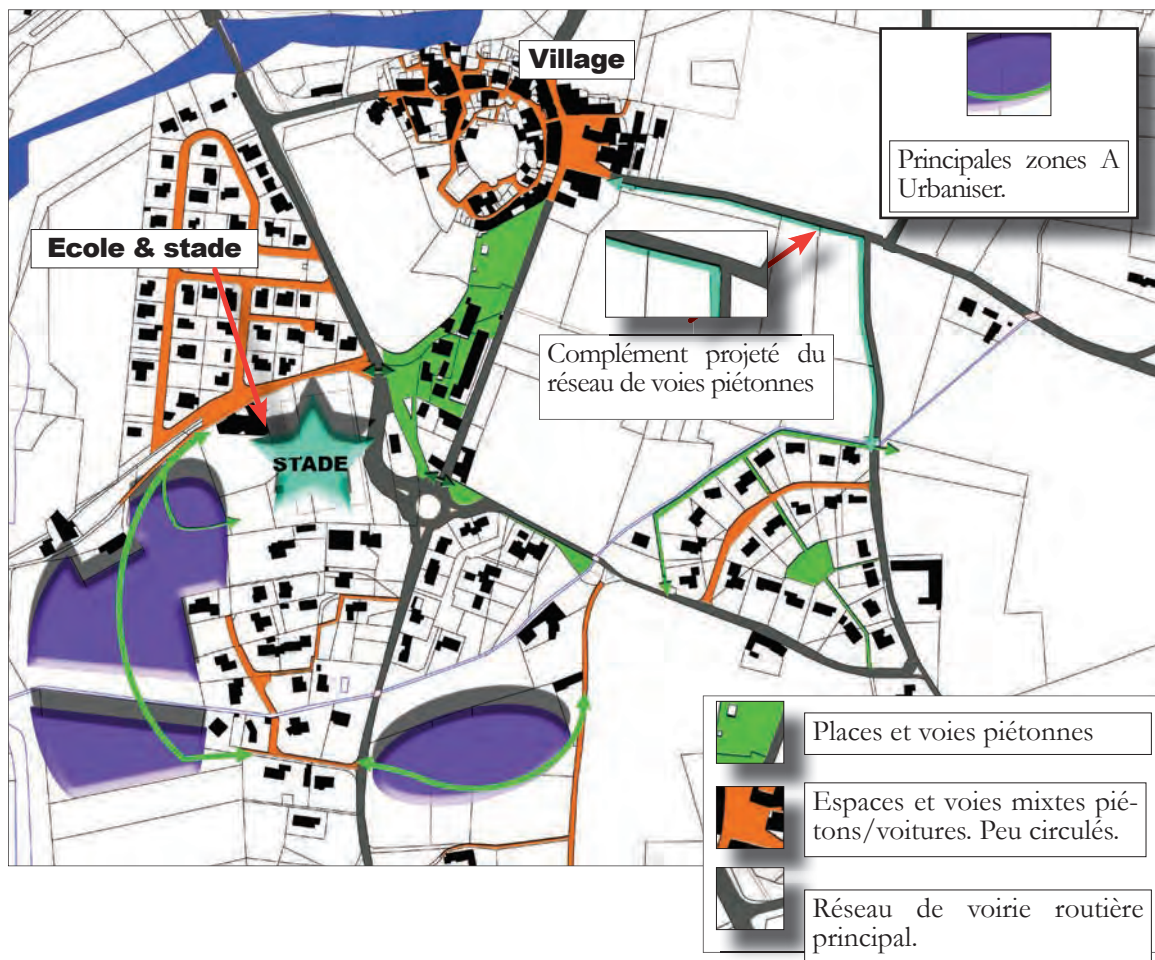 Village
Principales zones A
Urbaniser.
Ecole & stade
Complément projeté du
réseau de voies piétonnes
STADE
Places et voies piétonnes
Espaces et voies mixtes pié-
tons/voitures. Peu circulés.
Réseau de voirie routière
principal.